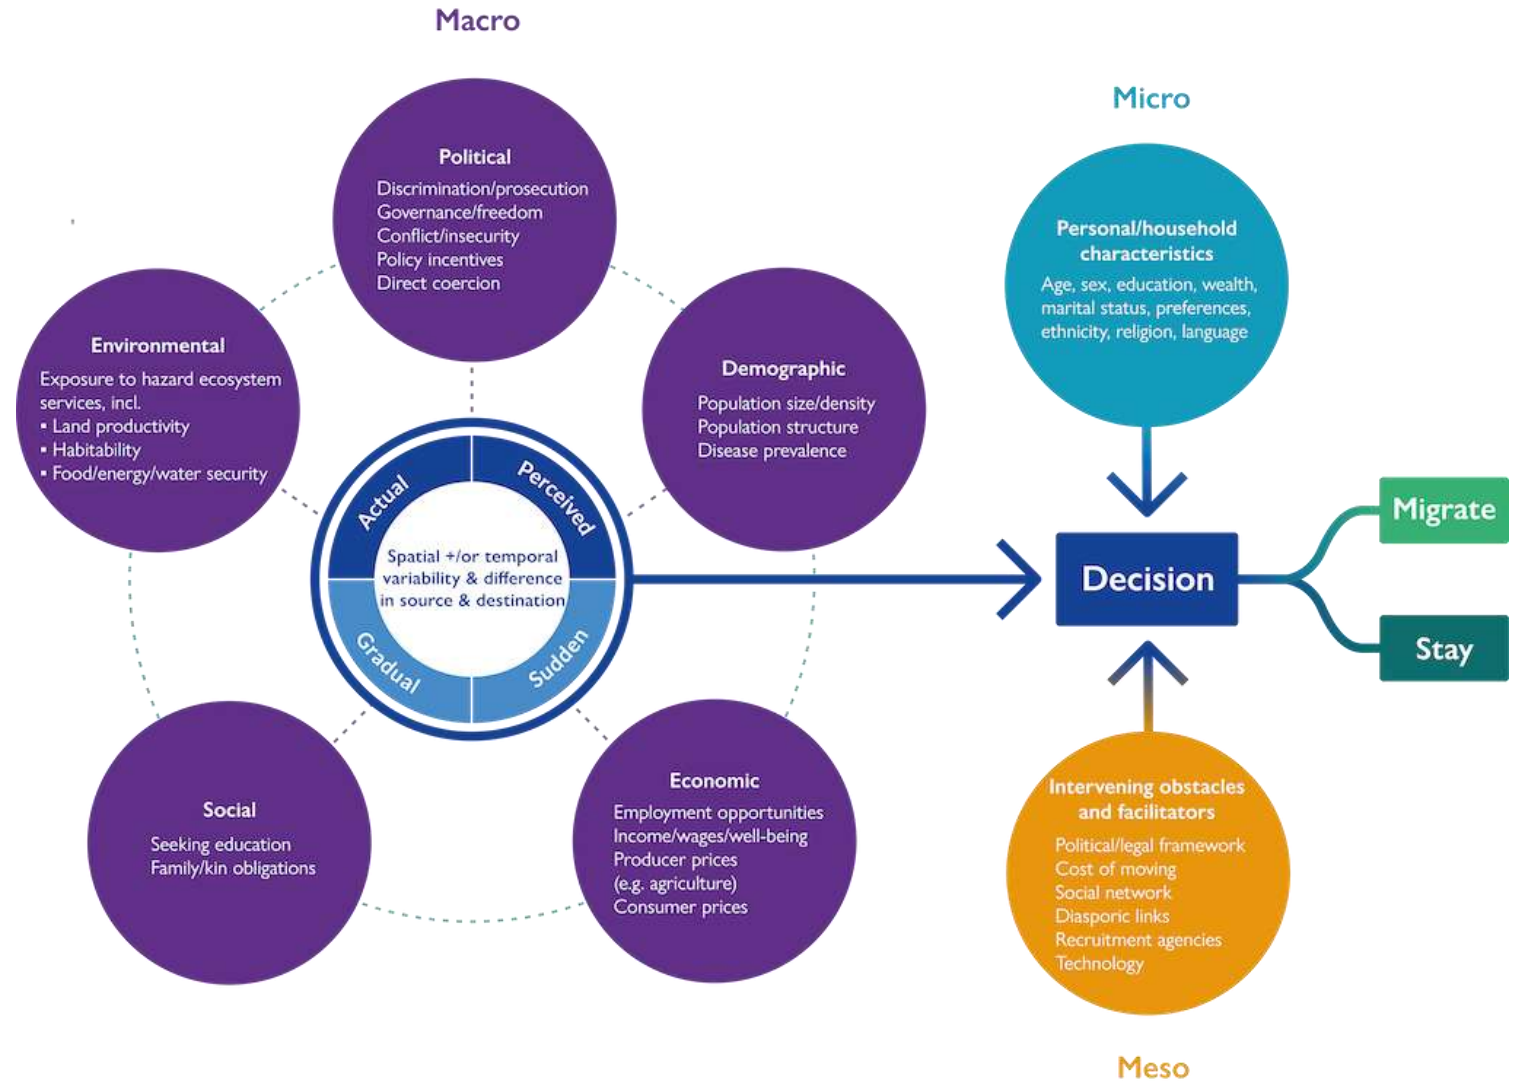 Macro
Political
Discrimination/prosecution
Governance/freedom
Conflict/insecurity
Policy incentives
Direct coercion
Environmental
Exposure to hazard ecosystem
services, incl.
▪ Land productivity
▪ Habitability
▪ Food/energy/water security
Demographic
Population size/density
Population structure
Disease prevalence
Actual
Perceived
Spatial +/or temporal
variability & difference
in source & destination
Gradual
Sudden
Social
Seeking education
Family/kin obligations
Economic
Employment opportunities
Income/wages/well-being
Producer prices
(e.g. agriculture)
Consumer prices
Micro
Personal/household
characteristics
Age, sex, education, wealth,
marital status, preferences,
ethnicity, religion, language
Decision
Migrate
Stay
Intervening obstacles
and facilitators
Political/legal framework
Cost of moving
Social network
Diasporic links
Recruitment agencies
Technology
Meso